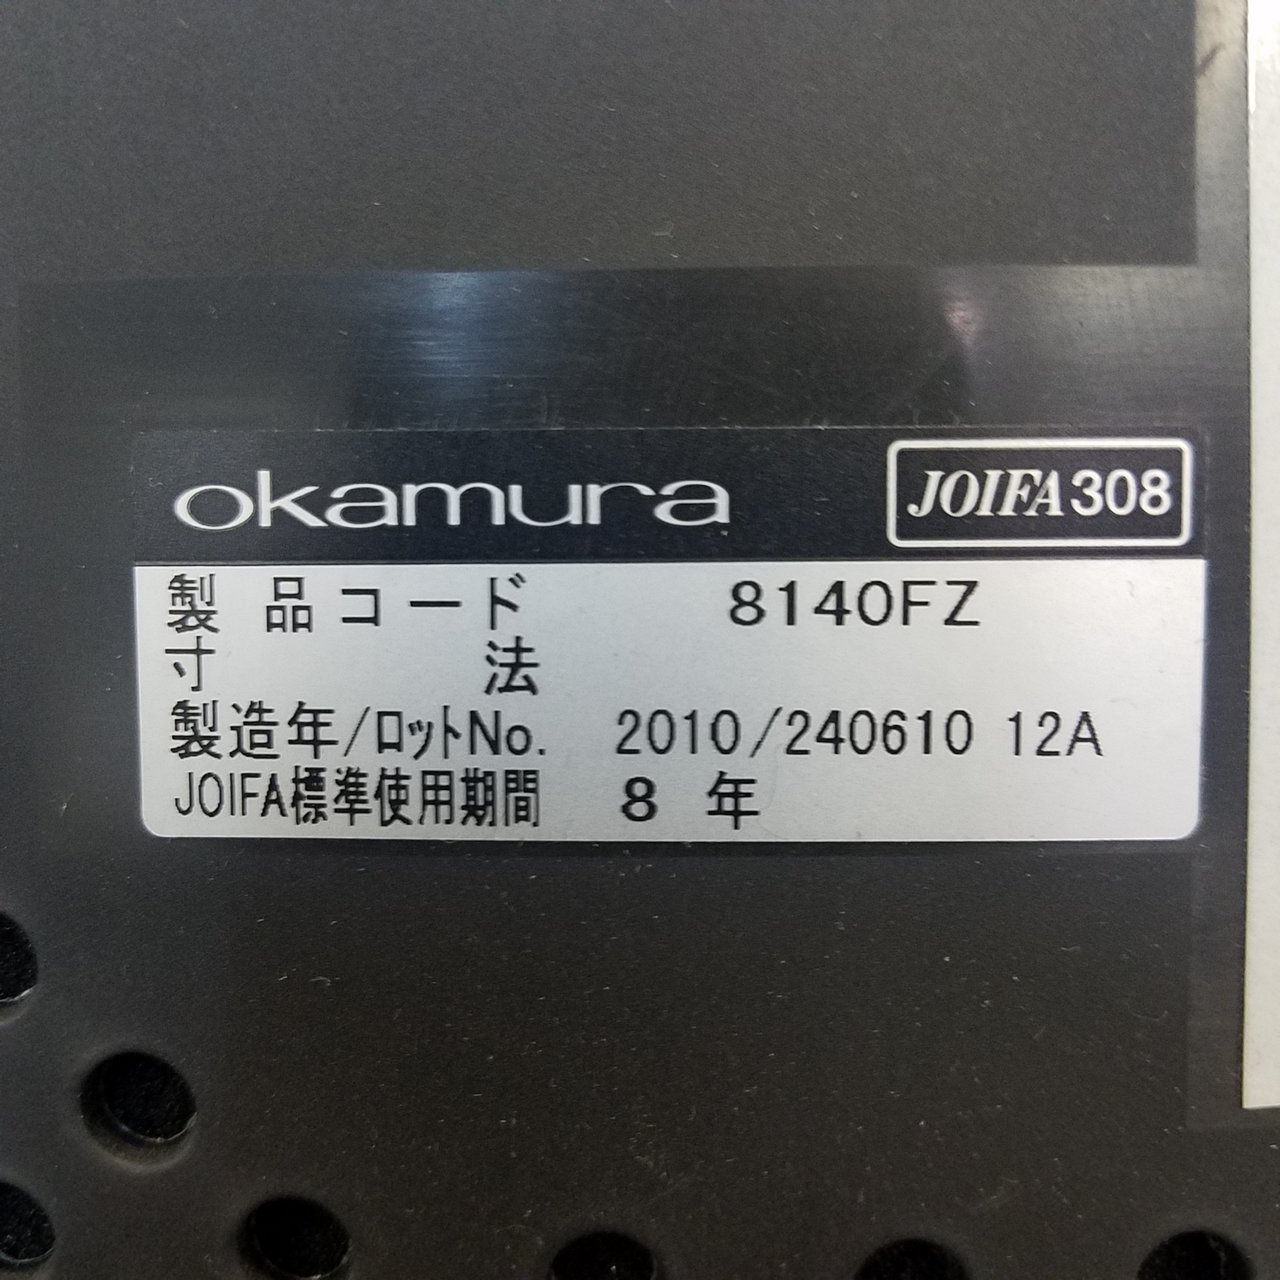 okamura JOIFA308
製品コード 8140FZ
寸法
製造年/ロットNo. 2010/240610 12A
JOIFA標準使用期間 8年